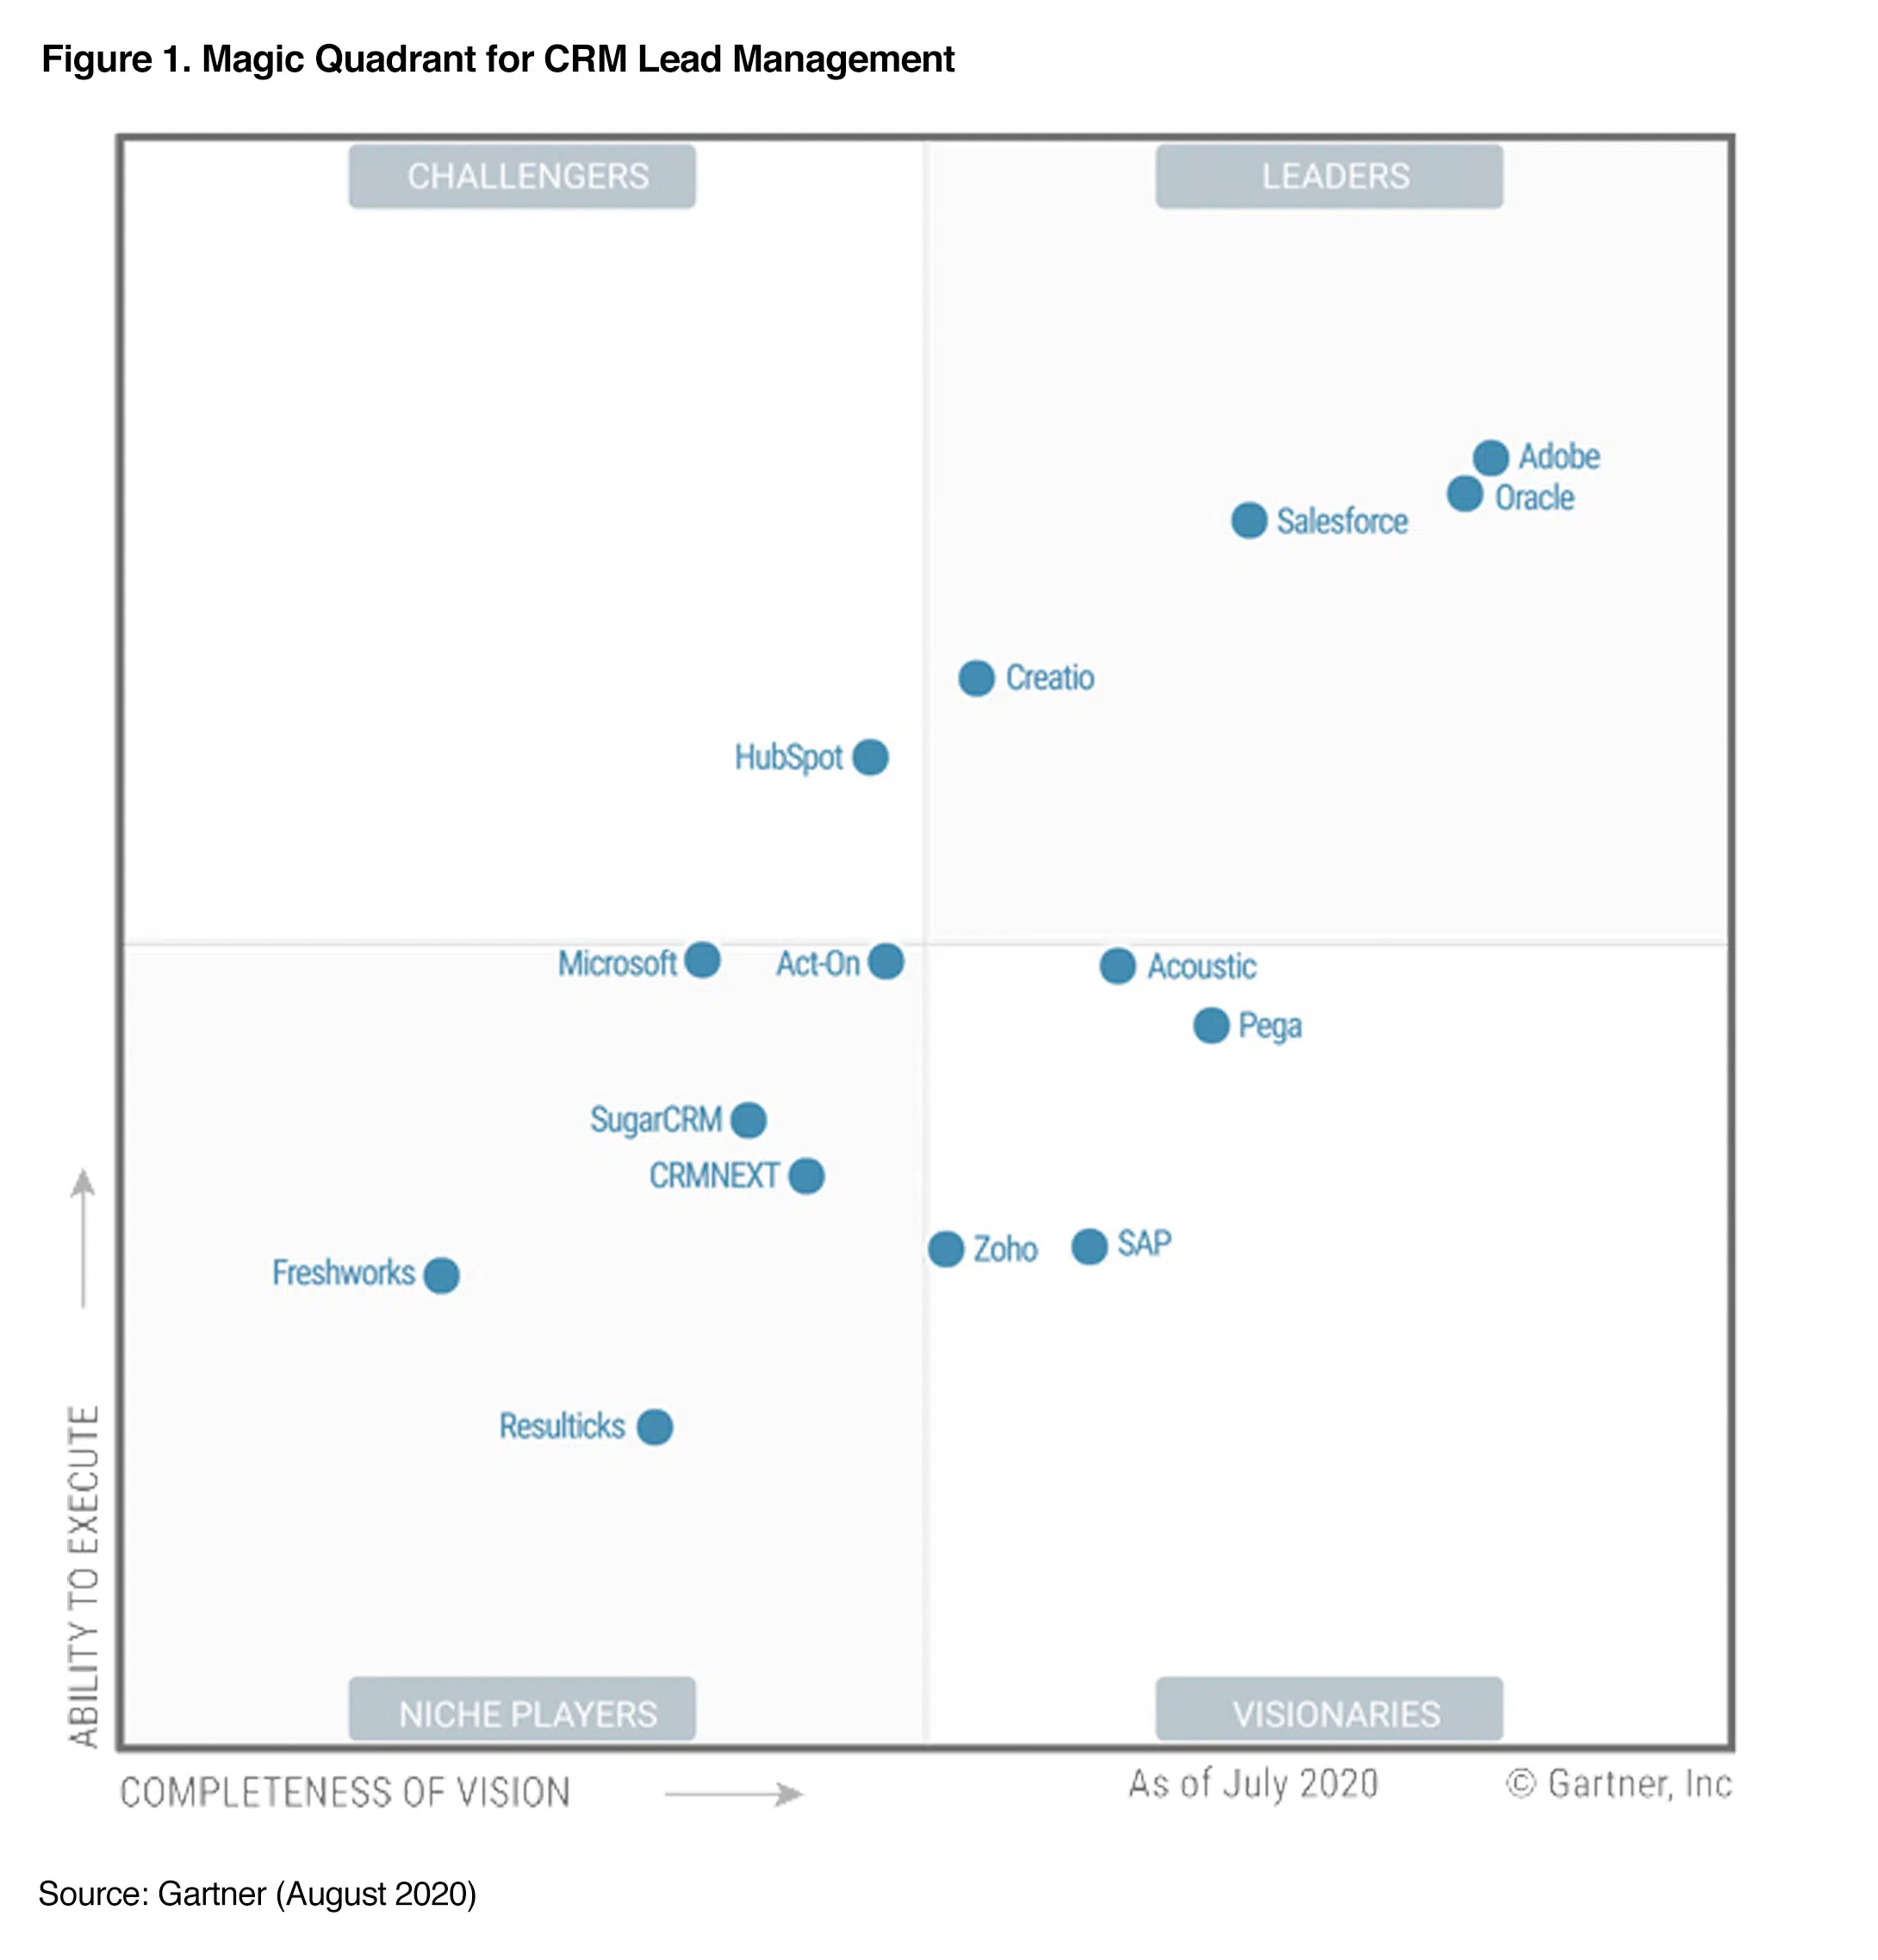 Figure 1. Magic Quadrant for CRM Lead Management
CHALLENGERS
LEADERS
Adobe
Oracle
Salesforce
Creatio
HubSpot
Microsoft
Act-On
Acoustic
Pega
SugarCRM
CRMNEXT
Zoho
SAP
Freshworks
Resulticks
ABILITY TO EXECUTE
NICHE PLAYERS
VISIONARIES
COMPLETENESS OF VISION
As of July 2020
© Gartner, Inc
Source: Gartner (August 2020)